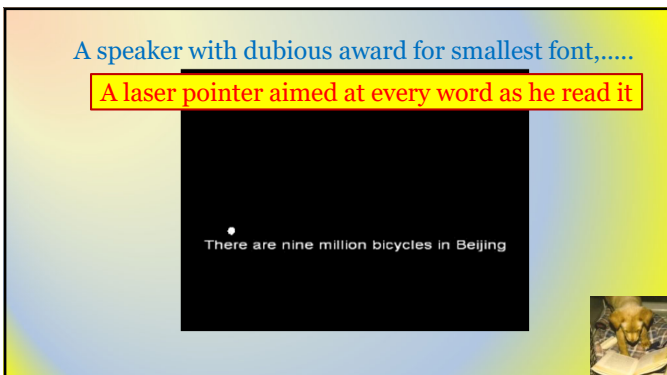 A speaker with dubious award for smallest font,.....
A laser pointer aimed at every word as he read it
There are nine million bicycles in Beijing